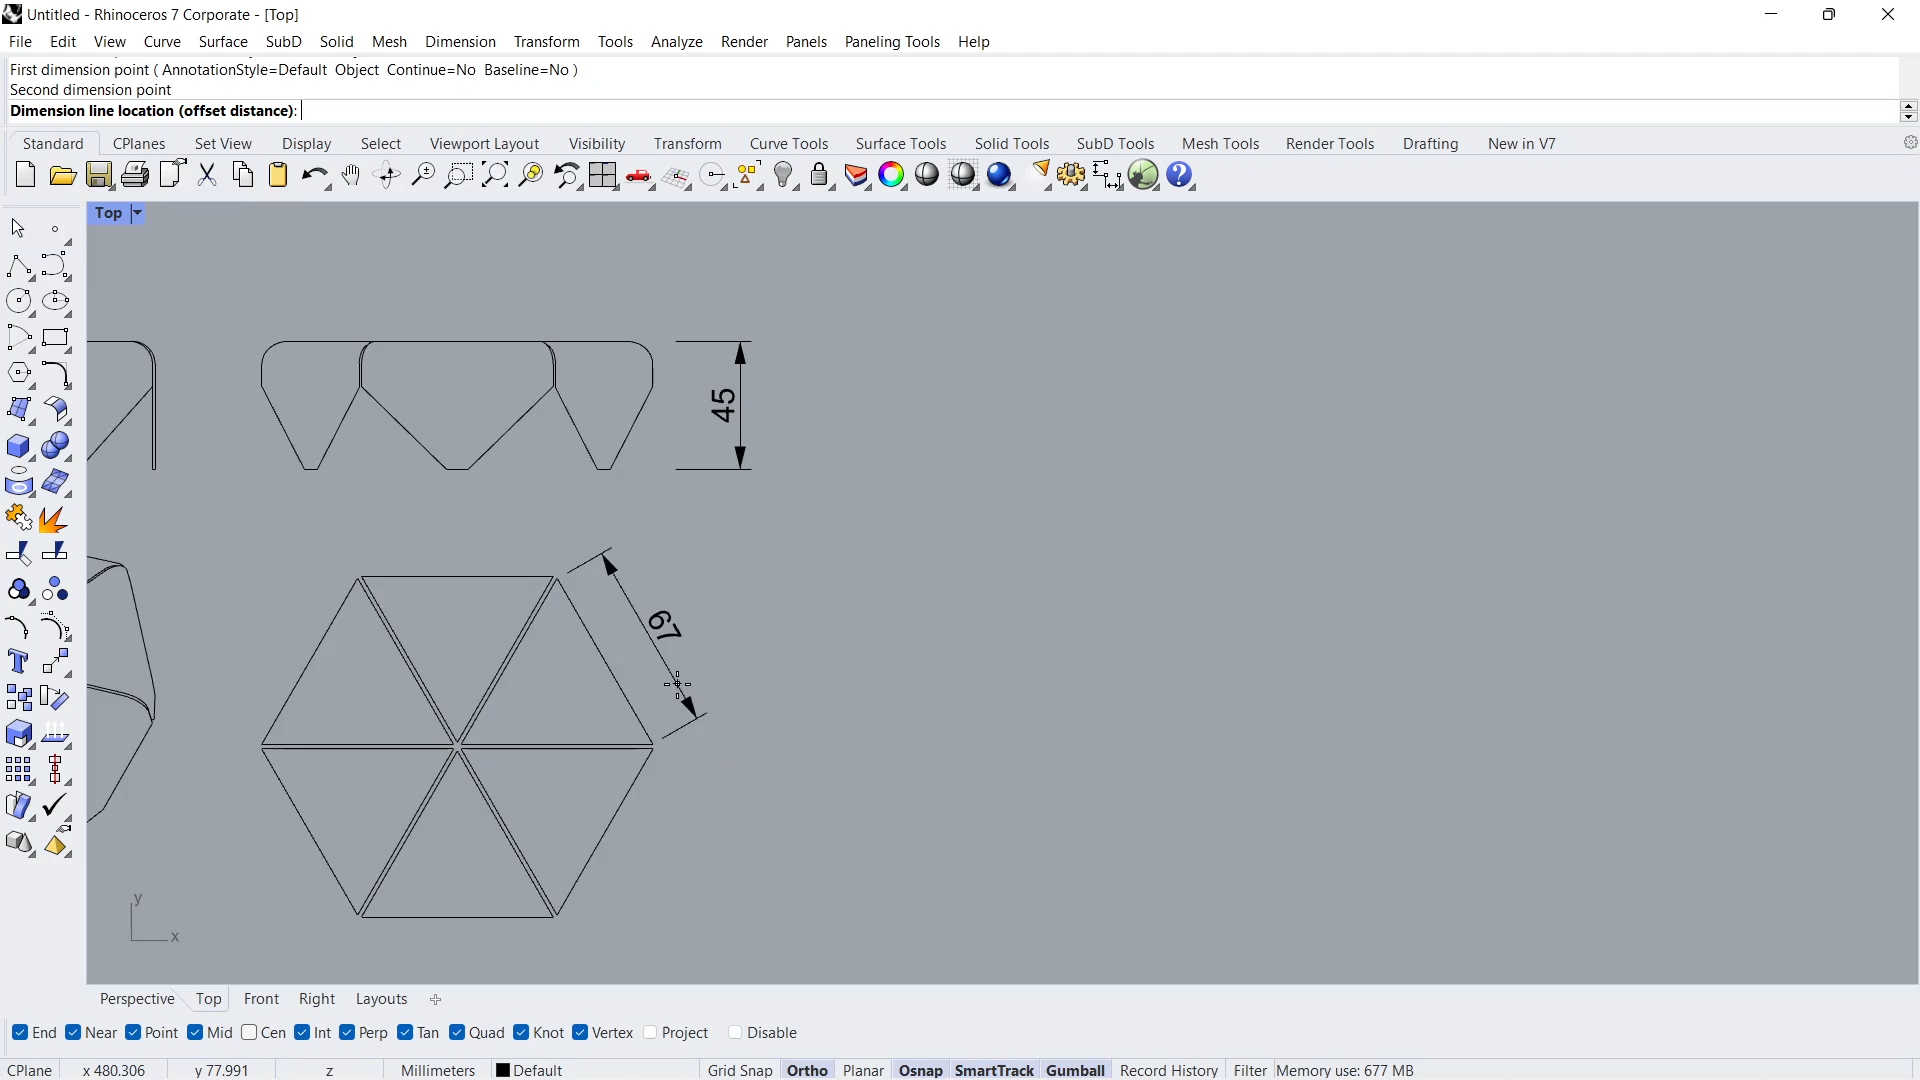 Untitled - Rhinoceros 7 Corporate - [Top]
File Edit View Curve Surface SubD Solid Mesh Dimension Transform Tools Analyze Render Panels Paneling Tools Help
First dimension point ( AnnotationStyle=Default Object Continue=No Baseline=No )
Second dimension point
Dimension line location (offset distance):
Standard CPlanes Set View Display Select Viewport Layout Visibility Transform Curve Tools Surface Tools Solid Tools SubD Tools Mesh Tools Render Tools Drafting New in V7
Top
45
67
y
x
Perspective Top Front Right Layouts
End Near Point Mid Cen Int Perp Tan Quad Knot Vertex Project Disable
CPlane x 480.306 y 77.991 z Millimeters Default Grid Snap Ortho Planar Osnap SmartTrack Gumball Record History Filter Memory use: 677 MB